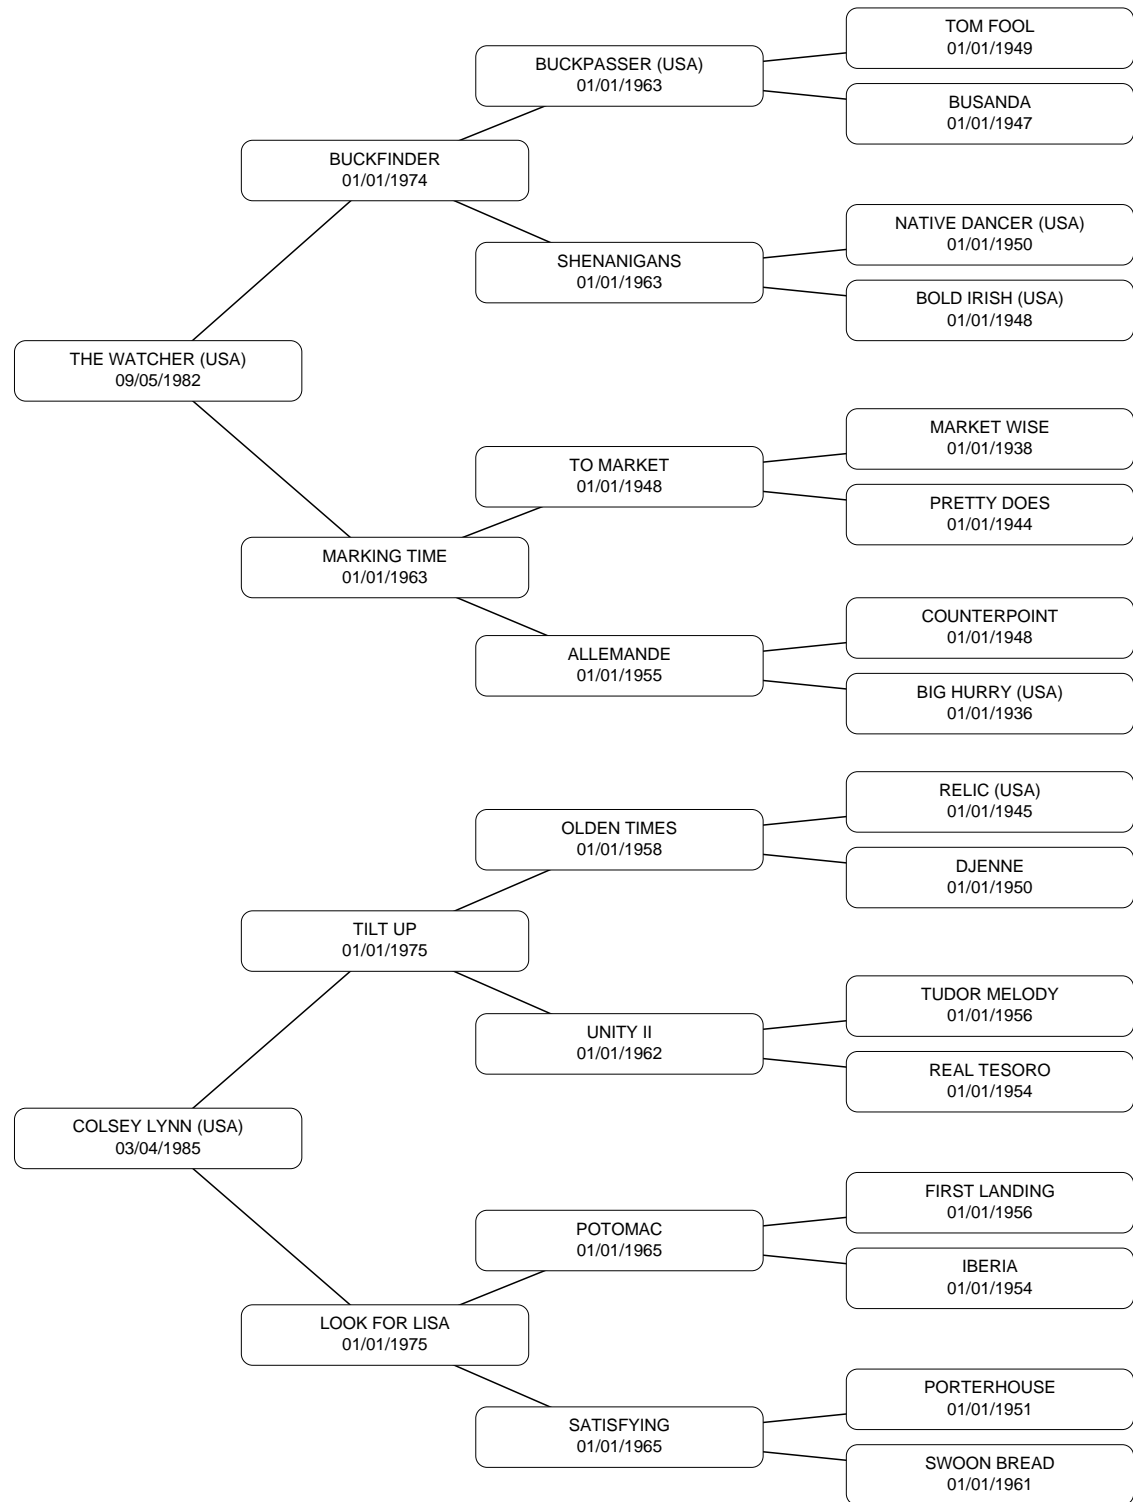 TOM FOOL
01/01/1949
BUCKPASSER (USA)
01/01/1963
BUSANDA
01/01/1947
BUCKFINDER
01/01/1974
NATIVE DANCER (USA)
01/01/1950
SHENANIGANS
01/01/1963
BOLD IRISH (USA)
01/01/1948
THE WATCHER (USA)
09/05/1982
MARKET WISE
01/01/1938
TO MARKET
01/01/1948
PRETTY DOES
01/01/1944
MARKING TIME
01/01/1963
COUNTERPOINT
01/01/1948
ALLEMANDE
01/01/1955
BIG HURRY (USA)
01/01/1936
RELIC (USA)
01/01/1945
OLDEN TIMES
01/01/1958
DJENNE
01/01/1950
TILT UP
01/01/1975
TUDOR MELODY
01/01/1956
UNITY II
01/01/1962
REAL TESORO
01/01/1954
COLSEY LYNN (USA)
03/04/1985
FIRST LANDING
01/01/1956
POTOMAC
01/01/1965
IBERIA
01/01/1954
LOOK FOR LISA
01/01/1975
PORTERHOUSE
01/01/1951
SATISFYING
01/01/1965
SWOON BREAD
01/01/1961